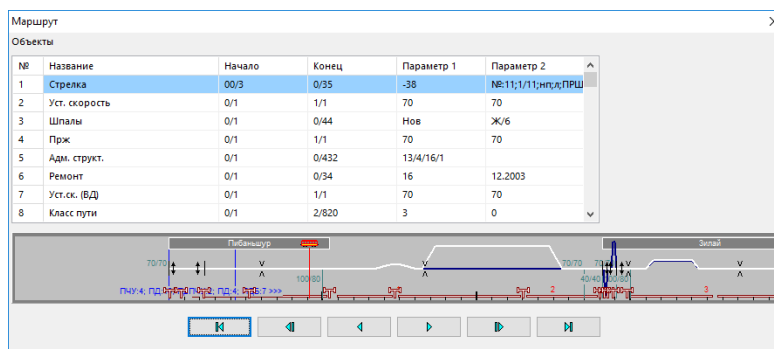 Маршрут
Объекты
№ Название Начало Конец Параметр 1 Параметр 2
1 Стрелка 00/3 0/35 -38 №:11;1/11;нп;л;ПРШ
2 Уст. скорость 0/1 1/1 70 70
3 Шпалы 0/1 0/44 Нов Ж/6
4 Прж 0/1 1/1 70 70
5 Адм. структ. 0/1 0/432 13/4/16/1
6 Ремонт 0/1 0/34 16 12.2003
7 Уст.ск. (ВД) 0/1 1/1 70 70
8 Класс пути 0/1 2/820 3 0
Пибаньшур Зилай
70/70 70/70
100/80 40/40
ПЧУ:4; ПД:4; 7 >>> 2 3